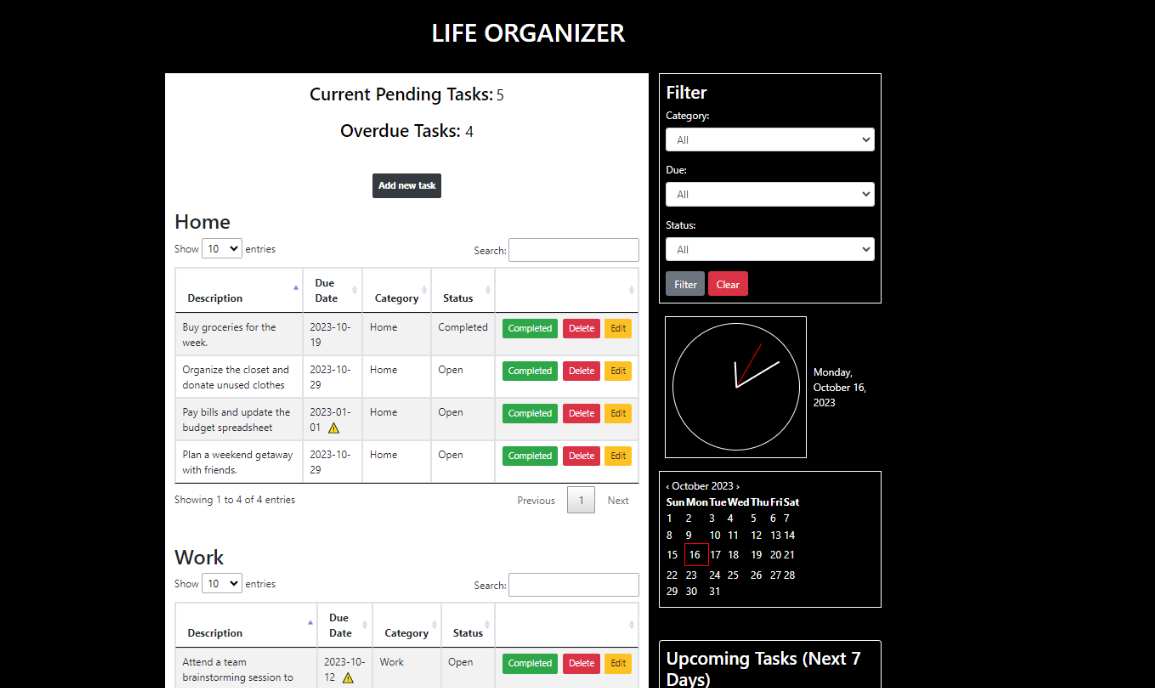 LIFE ORGANIZER
Current Pending Tasks: 5
Overdue Tasks: 4
Add new task
Home
Show 10 entries
Search:
Description Due Date Category Status
Buy groceries for the
week.
2023-10-
19
Home
Completed
Completed Delete Edit
Organize the closet and
donate unused clothes
2023-10-
29
Home
Open
Completed Delete Edit
Pay bills and update the
budget spreadsheet
2023-01-
01 ⚠
Home
Open
Completed Delete Edit
Plan a weekend getaway
with friends.
2023-10-
29
Home
Open
Completed Delete Edit
Showing 1 to 4 of 4 entries
Previous 1 Next
Work
Show 10 entries
Search:
Description Due Date Category Status
Attend a team
brainstorming session to
2023-10-
12 ⚠
Work
Open
Completed Delete Edit
Filter
Category:
All
Due:
All
Status:
All
Filter Clear
Monday,
October 16,
2023
‹ October 2023 ›
Sun Mon Tue Wed Thu Fri Sat
1 2 3 4 5 6 7
8 9 10 11 12 13 14
15 16 17 18 19 20 21
22 23 24 25 26 27 28
29 30 31
Upcoming Tasks (Next 7
Days)